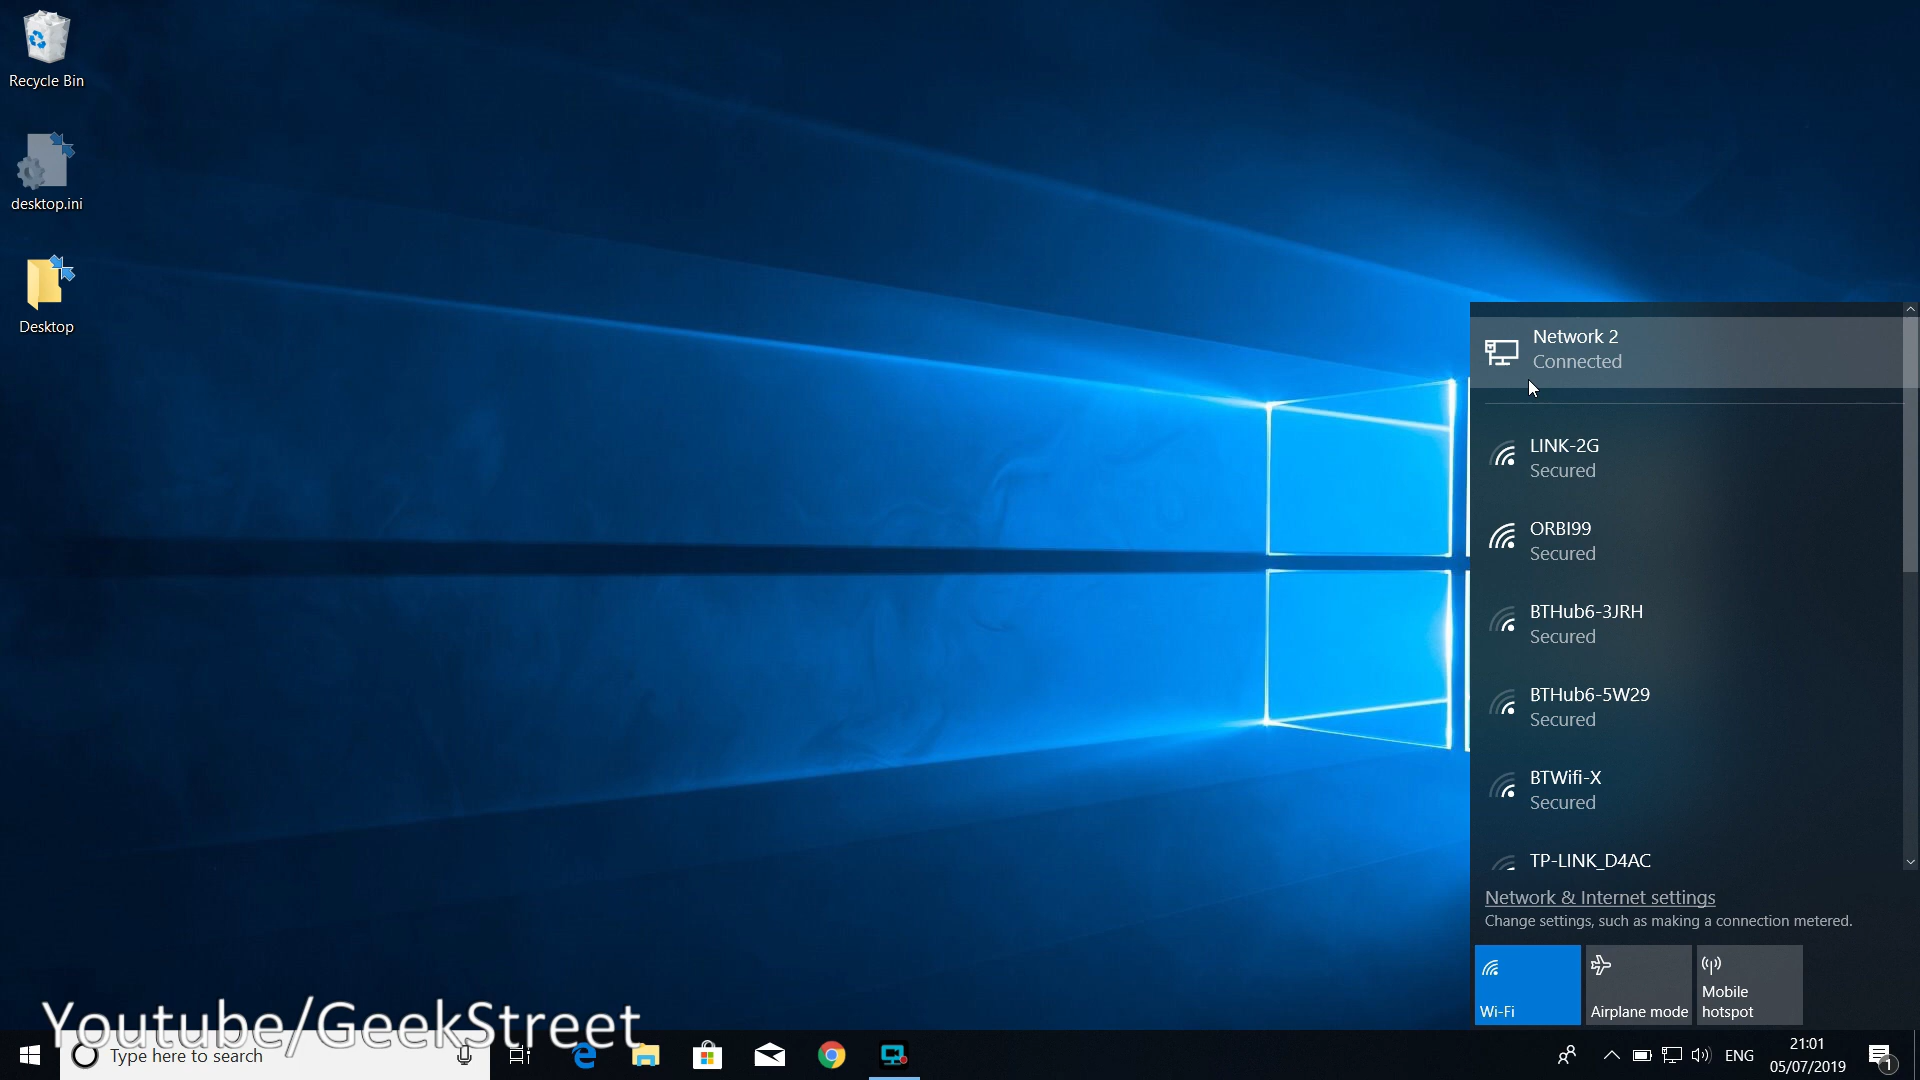 Recycle Bin
desktop.ini
Desktop
Network 2
Connected
LINK-2G
Secured
ORBI99
Secured
BTHub6-3JRH
Secured
BTHub6-5W29
Secured
BTWifi-X
Secured
TP-LINK_D4AC
Network & Internet settings
Change settings, such as making a connection metered.
Wi-Fi
Airplane mode
Mobile
hotspot
Youtube/GeekStreet
Type here to search
ENG
21:01
05/07/2019
1